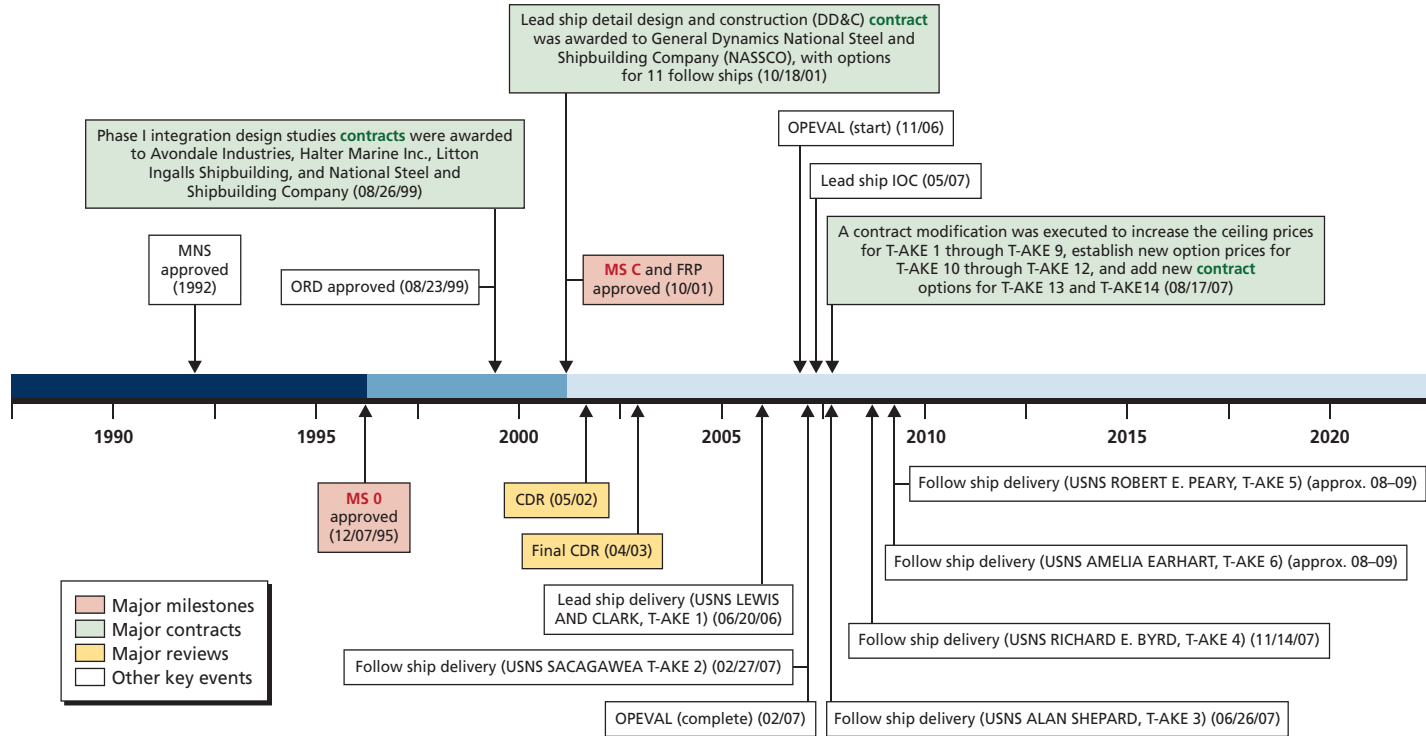 Lead ship detail design and construction (DD&C) contract
was awarded to General Dynamics National Steel and
Shipbuilding Company (NASSCO), with options
for 11 follow ships (10/18/01)
Phase I integration design studies contracts were awarded
to Avondale Industries, Halter Marine Inc., Litton
Ingalls Shipbuilding, and National Steel and
Shipbuilding Company (08/26/99)
OPEVAL (start) (11/06)
Lead ship IOC (05/07)
A contract modification was executed to increase the ceiling prices
for T-AKE 1 through T-AKE 9, establish new option prices for
T-AKE 10 through T-AKE 12, and add new contract
options for T-AKE 13 and T-AKE14 (08/17/07)
MNS
approved
(1992)
ORD approved (08/23/99)
MS C and FRP
approved (10/01)
1990
1995
2000
2005
2010
2015
2020
MS 0
approved
(12/07/95)
CDR (05/02)
Final CDR (04/03)
Follow ship delivery (USNS ROBERT E. PEARY, T-AKE 5) (approx. 08–09)
Follow ship delivery (USNS AMELIA EARHART, T-AKE 6) (approx. 08–09)
Lead ship delivery (USNS LEWIS
AND CLARK, T-AKE 1) (06/20/06)
Follow ship delivery (USNS RICHARD E. BYRD, T-AKE 4) (11/14/07)
Follow ship delivery (USNS SACAGAWEA T-AKE 2) (02/27/07)
OPEVAL (complete) (02/07)
Follow ship delivery (USNS ALAN SHEPARD, T-AKE 3) (06/26/07)
Major milestones
Major contracts
Major reviews
Other key events